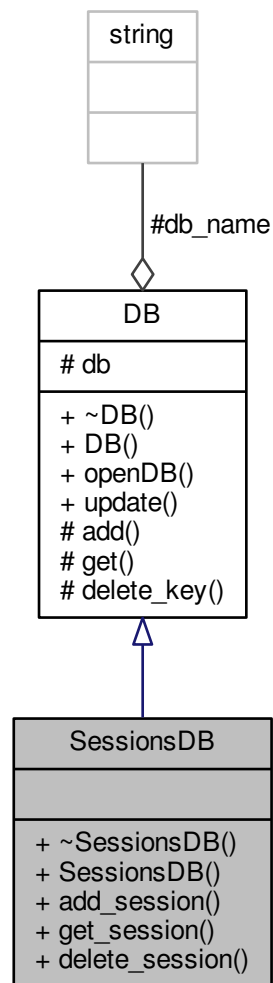 string
#db_name
DB
# db
+ ~DB()
+ DB()
+ openDB()
+ update()
# add()
# get()
# delete_key()
SessionsDB
+ ~SessionsDB()
+ SessionsDB()
+ add_session()
+ get_session()
+ delete_session()